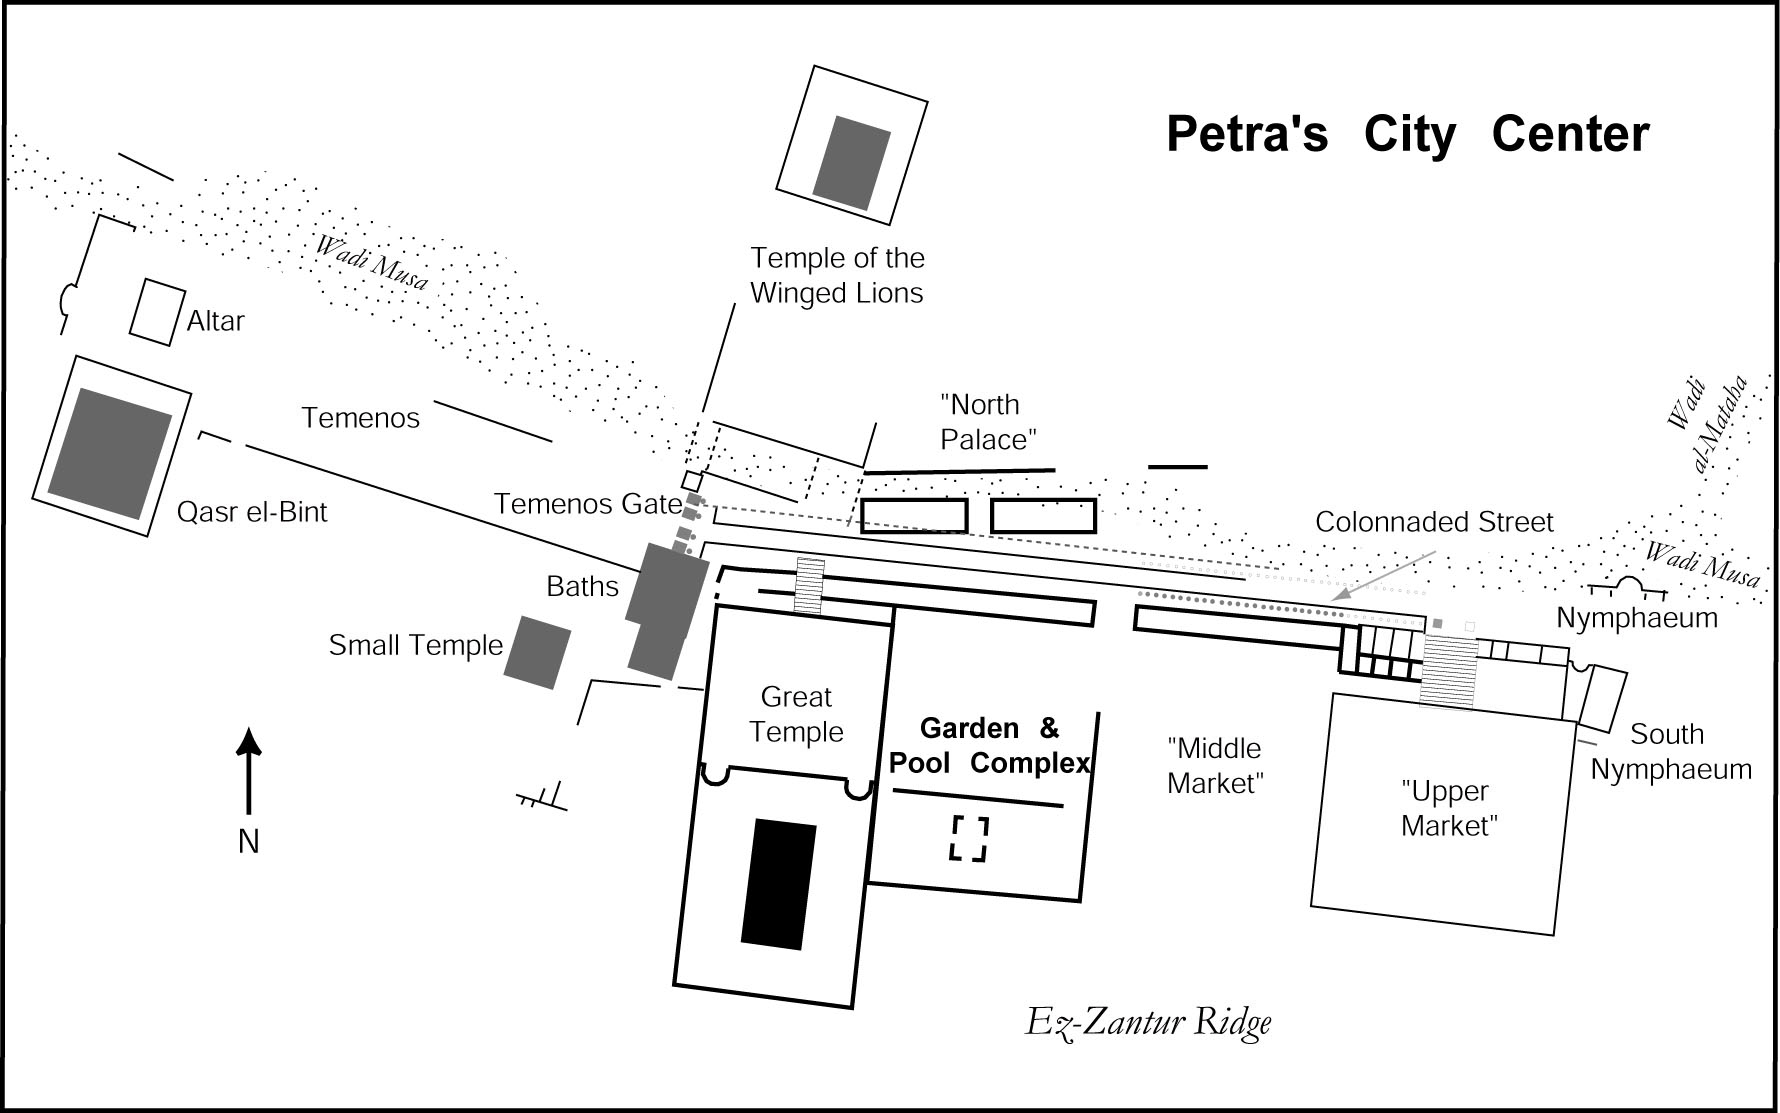 Petra's City Center
Wadi Musa
Temple of the
Winged Lions
Altar
Temenos
"North
Palace"
Wadi
al-Mataha
Qasr el-Bint
Temenos Gate
Colonnaded Street
Wadi Musa
Baths
Nymphaeum
Small Temple
Great
Temple
Garden &
Pool Complex
"Middle
Market"
South
Nymphaeum
"Upper
Market"
N
Ez-Zantur Ridge